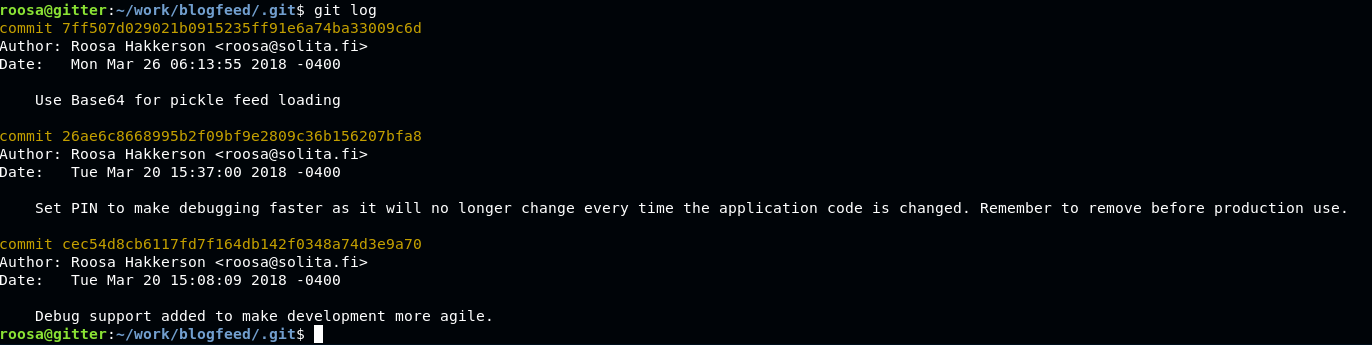 roosa@gitter:~/work/blogfeed/.git$ git log
commit 7ff507d029021b0915235ff91e6a74ba33009c6d
Author: Roosa Hakkerson <roosa@solita.fi>
Date:   Mon Mar 26 06:13:55 2018 -0400
    Use Base64 for pickle feed loading
commit 26ae6c8668995b2f09bf9e2809c36b156207bfa8
Author: Roosa Hakkerson <roosa@solita.fi>
Date:   Tue Mar 20 15:37:00 2018 -0400
    Set PIN to make debugging faster as it will no longer change every time the application code is changed. Remember to remove before production use.
commit cec54d8cb6117fd7f164db142f0348a74d3e9a70
Author: Roosa Hakkerson <roosa@solita.fi>
Date:   Tue Mar 20 15:08:09 2018 -0400
    Debug support added to make development more agile.
roosa@gitter:~/work/blogfeed/.git$